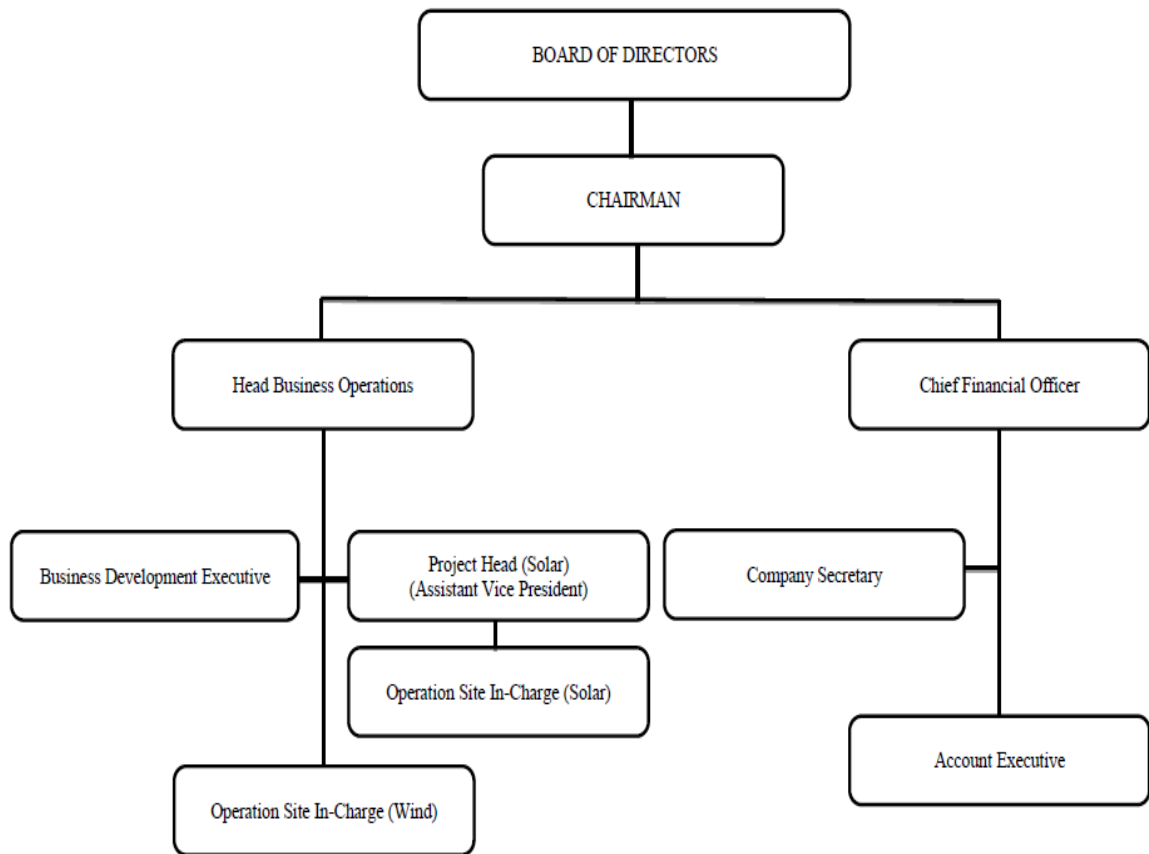 BOARD OF DIRECTORS
CHAIRMAN
Head Business Operations
Chief Financial Officer
Business Development Executive
Project Head (Solar)
(Assistant Vice President)
Company Secretary
Operation Site In-Charge (Solar)
Account Executive
Operation Site In-Charge (Wind)